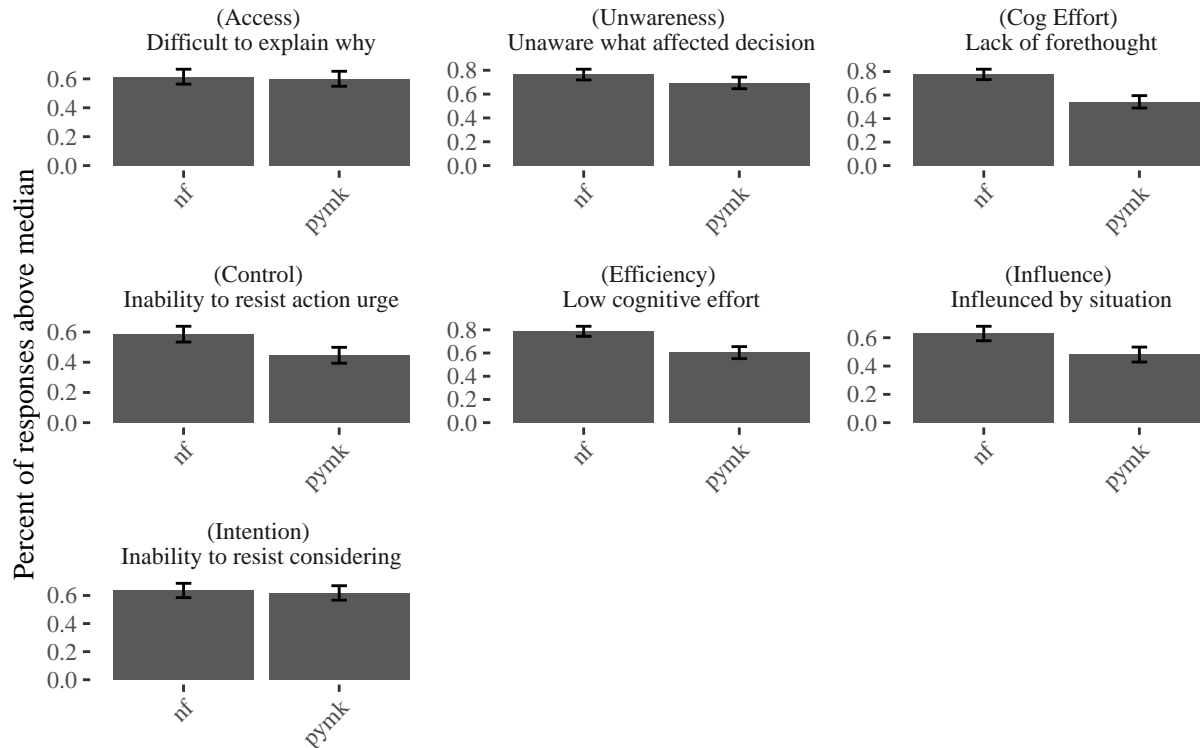 Percent of responses above median
(Access)
Difficult to explain why
0.6
0.4
0.2
0.0
nf
pymk
(Unwareness)
Unaware what affected decision
0.8
0.6
0.4
0.2
0.0
nf
pymk
(Cog Effort)
Lack of forethought
0.8
0.6
0.4
0.2
0.0
nf
pymk
(Control)
Inability to resist action urge
0.6
0.4
0.2
0.0
nf
pymk
(Efficiency)
Low cognitive effort
0.8
0.6
0.4
0.2
0.0
nf
pymk
(Influence)
Infleunced by situation
0.6
0.4
0.2
0.0
nf
pymk
(Intention)
Inability to resist considering
0.6
0.4
0.2
0.0
nf
pymk